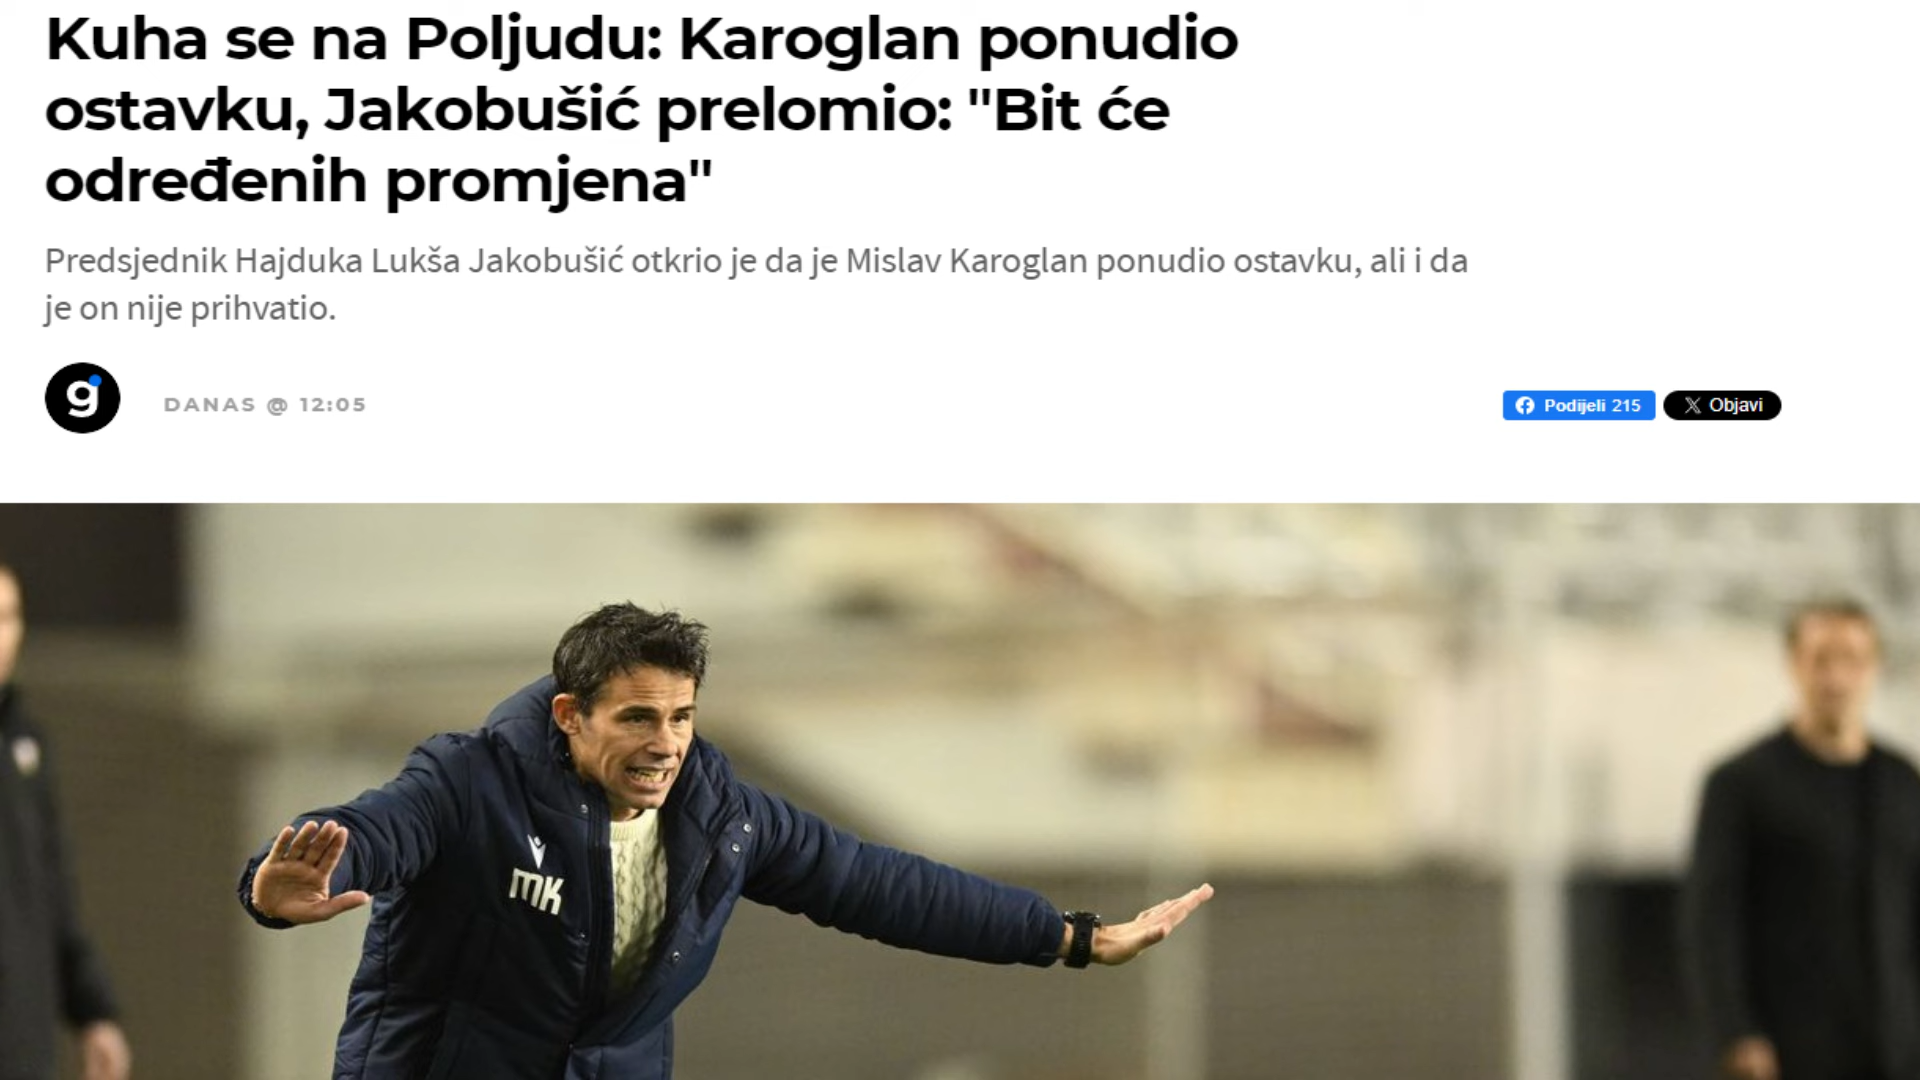 Kuha se na Poljudu: Karoglan ponudio
ostavku, Jakobušić prelomio: "Bit će
određenih promjena"
Predsjednik Hajduka Lukša Jakobušić otkrio je da je Mislav Karoglan ponudio ostavku, ali i da
je on nije prihvatio.
g
DANAS @ 12:05
Podijeli 215
Objavi
MK